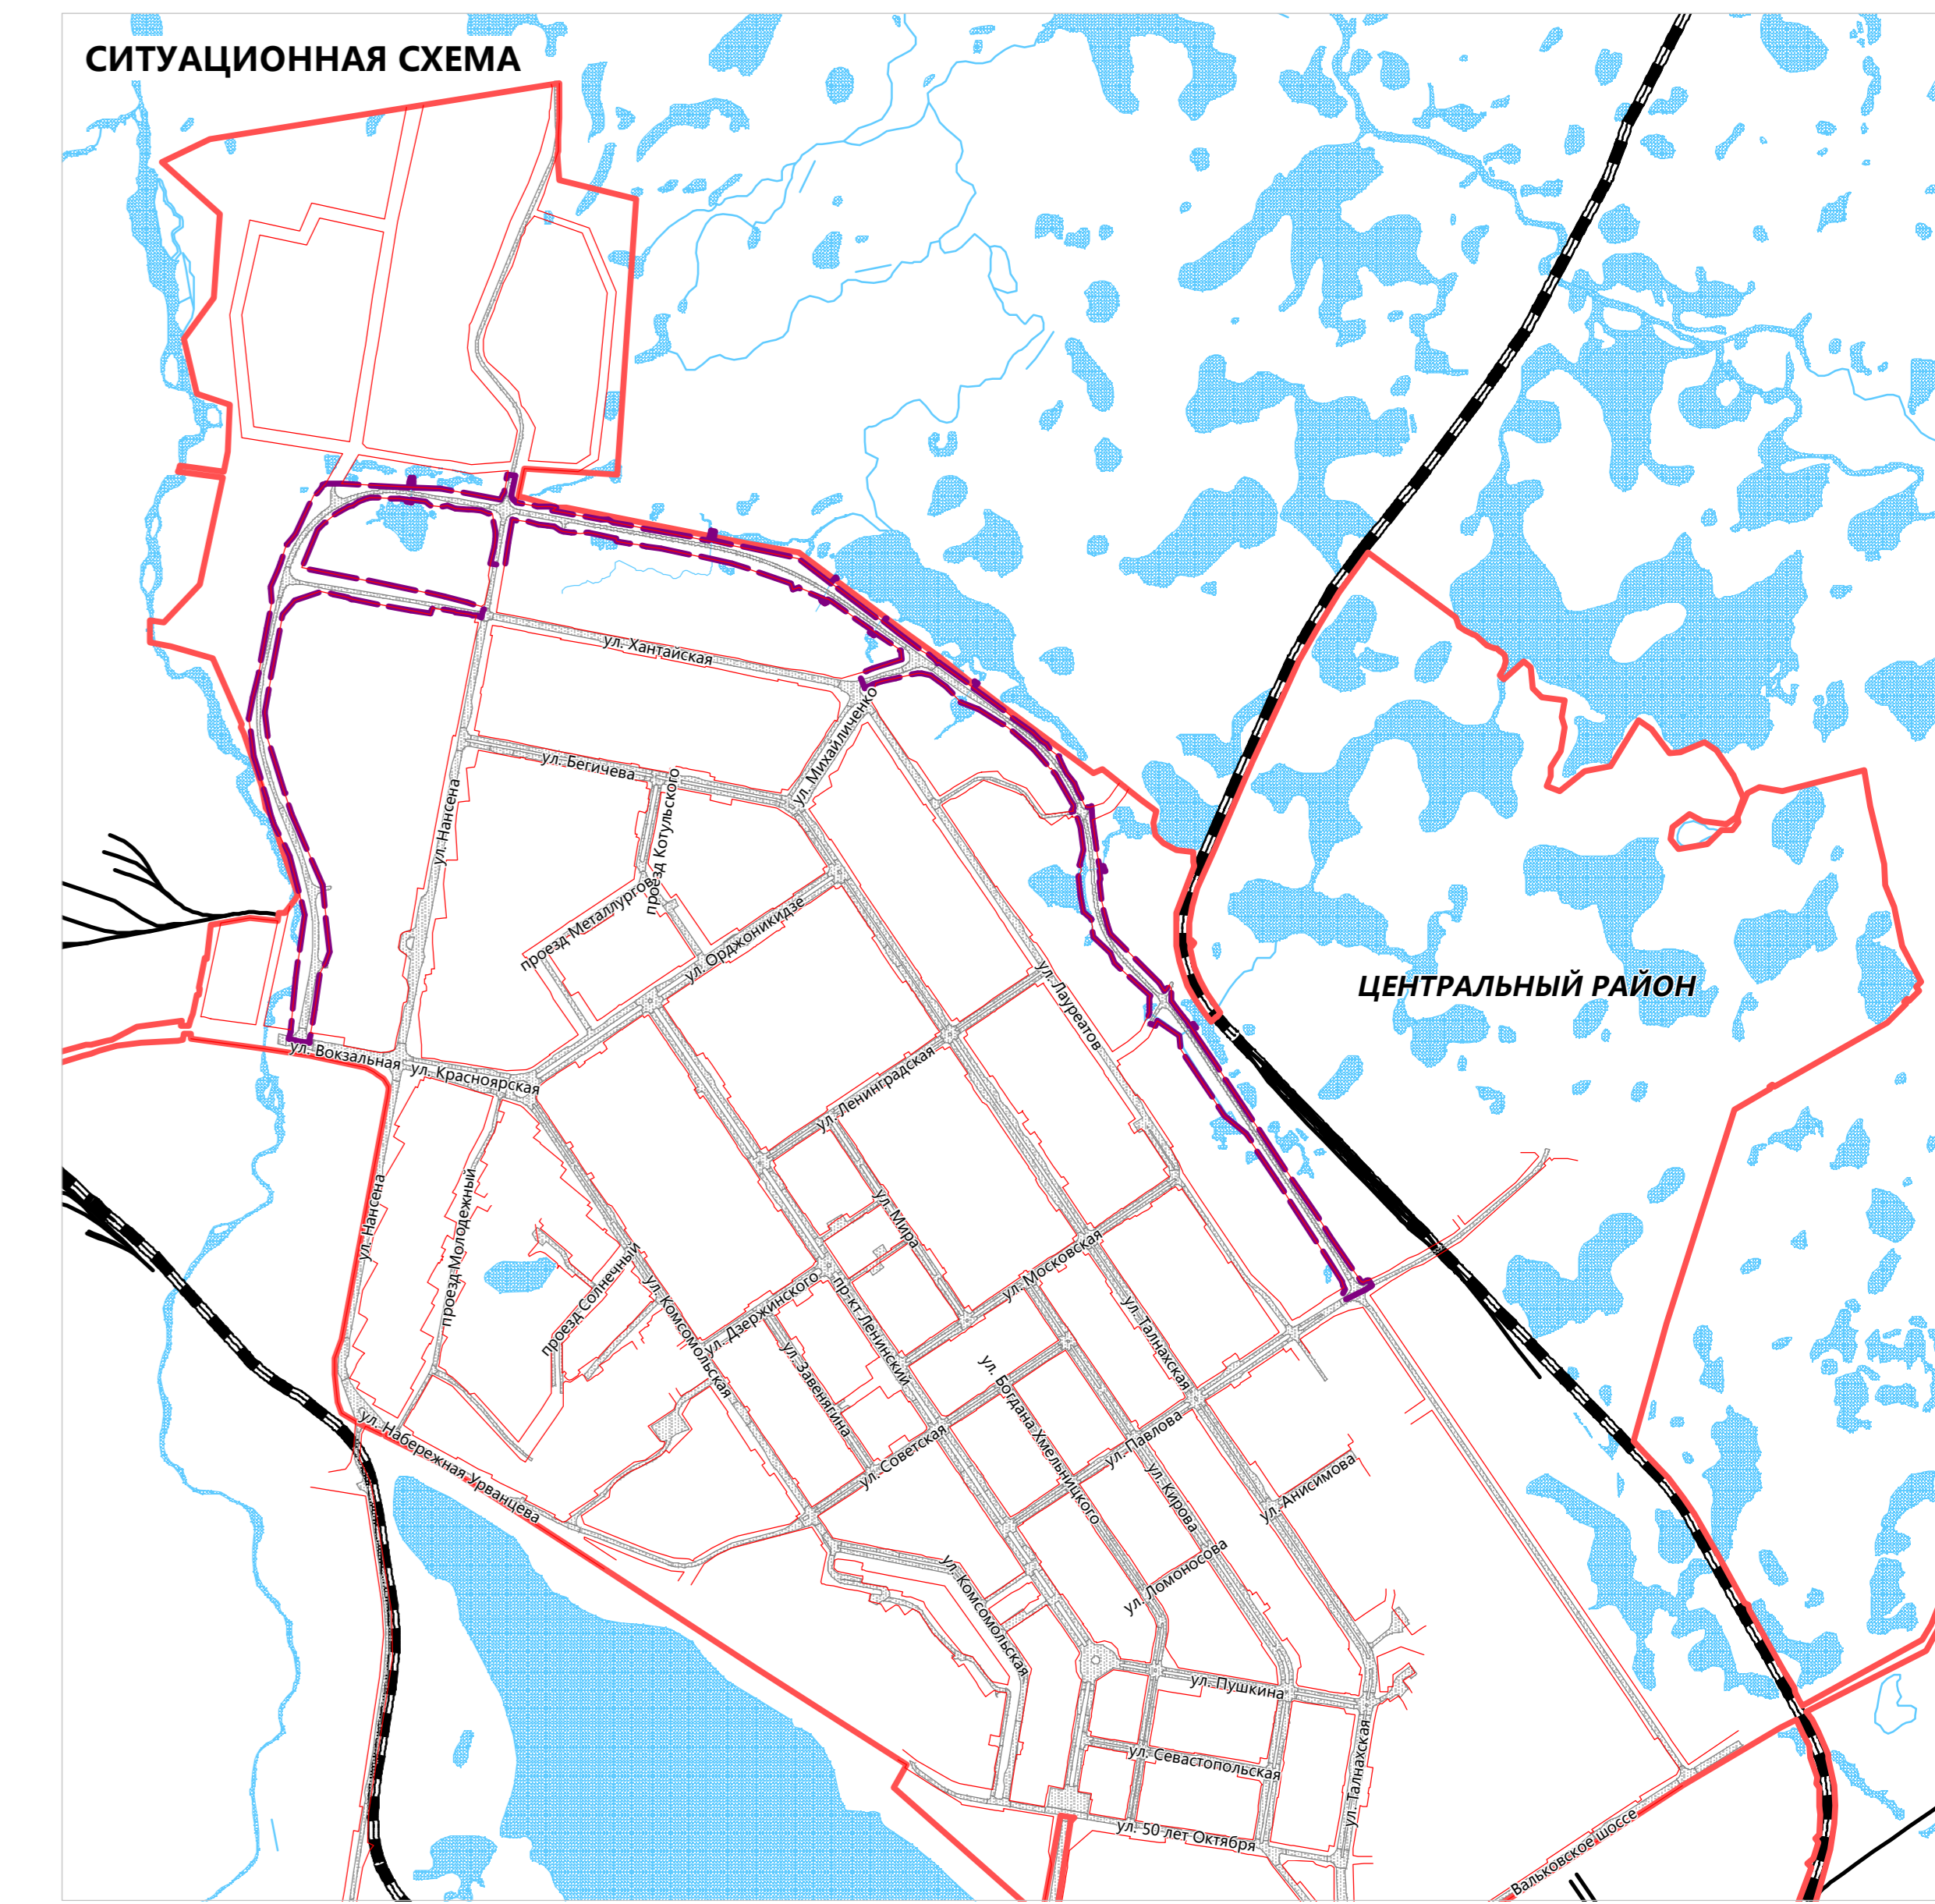 СИТУАЦИОННАЯ СХЕМА
ул. Хантайская
ул. Михайличенко
ул. Бегичева
проезд Котульского
ул. Нансена
проезд Металлургов
ул. Орджоникидзе
ул. Лауреатов
ЦЕНТРАЛЬНЫЙ РАЙОН
ул. Вокзальная
ул. Красноярская
ул. Ленинградская
ул. Нансена
проезд Молодежный
ул. Мира
проезд Солнечный
ул. Московская
ул. Комсомольская
ул. Дзержинского
пр-кт Ленинский
ул. Талнахская
ул. Завенягина
ул. Богдана Хмельницкого
ул. Набережная Урванцева
ул. Советская
ул. Павлова
ул. Кирова
ул. Анисимова
ул. Комсомольская
ул. Ломоносова
ул. Пушкина
ул. Севастопольская
ул. Талнахская
ул. 50 лет Октября
Вальковское шоссе